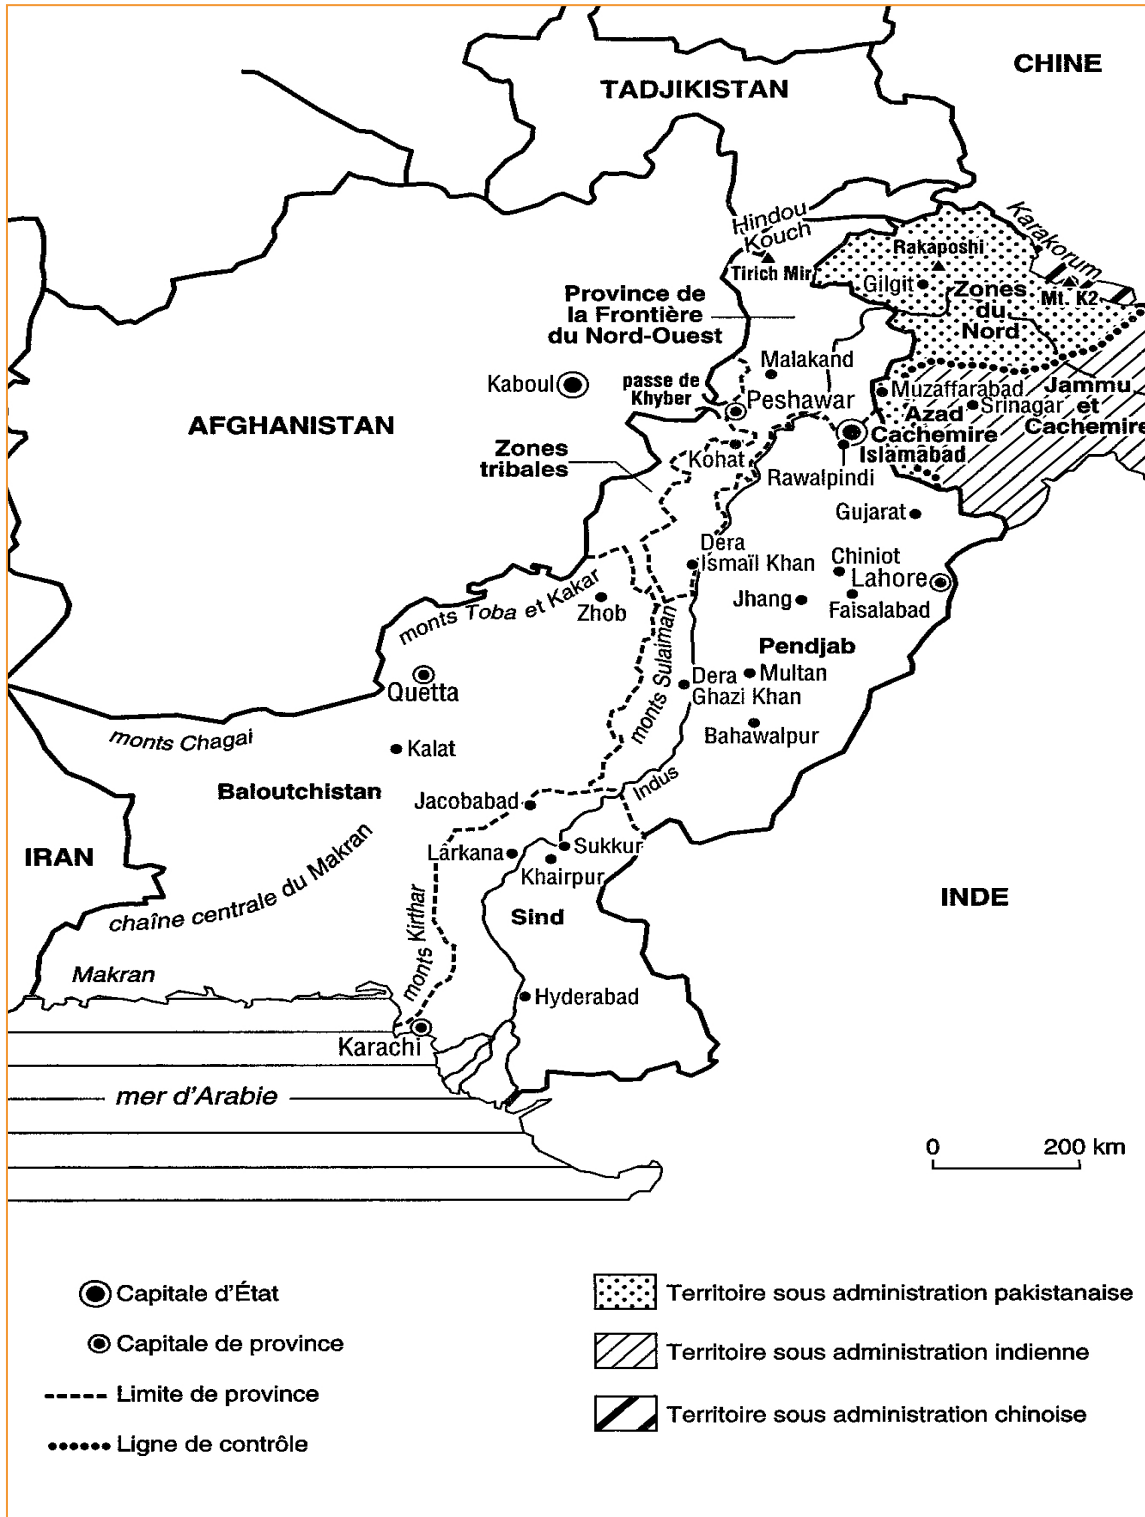 CHINE
TADJIKISTAN
Hindou
Kouch
Karakorum
Rakaposhi
Tirich Mir
Gilgit
Zones
du
Nord
Mt. K2
Province de
la Frontière
du Nord-Ouest
Malakand
Kaboul
passe de
Khyber
Peshawar
Muzaffarabad
Jammu
et
Cachemire
Srinagar
Azad
Cachemire
AFGHANISTAN
Islamabad
Zones
tribales
Kohat
Rawalpindi
Gujarat
Dera
Ismaïl Khan
Chiniot
Lahore
monts Toba et Kakar
Zhob
Jhang
Faisalabad
monts Sulaiman
Pendjab
Quetta
Dera
Ghazi Khan
Multan
monts Chagai
Bahawalpur
Kalat
Baloutchistan
Indus
Jacobabad
IRAN
chaîne centrale du Makran
Larkana
Sukkur
Khairpur
monts Kirthar
Sind
INDE
Makran
Hyderabad
Karachi
mer d'Arabie
0 200 km
Capitale d'État
Capitale de province
Limite de province
Ligne de contrôle
Territoire sous administration pakistanaise
Territoire sous administration indienne
Territoire sous administration chinoise